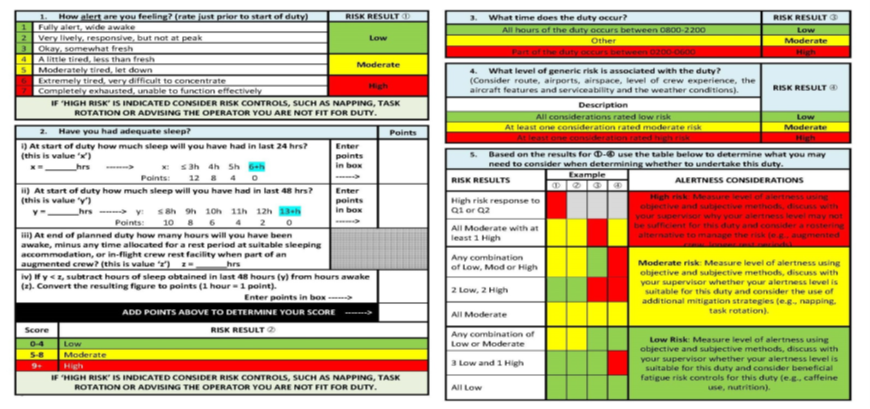 1. How alert are you feeling? (rate just prior to start of duty)
RISK RESULT ①
1 Fully alert, wide awake
2 Very lively, responsive, but not at peak
3 Okay, somewhat fresh
Low
4 A little tired, less than fresh
5 Moderately tired, let down
Moderate
6 Extremely tired, very difficult to concentrate
7 Completely exhausted, unable to function effectively
High
IF 'HIGH RISK' IS INDICATED CONSIDER RISK CONTROLS, SUCH AS NAPPING, TASK
ROTATION OR ADVISING THE OPERATOR YOU ARE NOT FIT FOR DUTY.
2. Have you had adequate sleep?
Points
i) At start of duty how much sleep will you have had in last 24 hrs?
(this is value 'x')
x = ______hrs ------> x: ≤3h 4h 5h 6+h
Points: 12 8 4 0
Enter
points
in box
----->
ii) At start of duty how much sleep will you have had in last 48 hrs?
(this is value 'y')
y = ______hrs ----> y: ≤8h 9h 10h 11h 12h 13+h
Points: 10 8 6 4 2 0
Enter
points
in box
----->
iii) At end of planned duty how many hours will you have been
awake, minus any time allocated for a rest period at suitable sleeping
accommodation, or in-flight crew rest facility when part of an
augmented crew? (this is value 'z') z = ______hrs
iv) If y < z, subtract hours of sleep obtained in last 48 hours (y) from hours awake
(z). Convert the resulting figure to points (1 hour = 1 point).
Enter points in box ----->
ADD POINTS ABOVE TO DETERMINE YOUR SCORE ----->
Score
RISK RESULT ②
0-4 Low
5-8 Moderate
9+ High
IF 'HIGH RISK' IS INDICATED CONSIDER RISK CONTROLS, SUCH AS NAPPING, TASK
ROTATION OR ADVISING THE OPERATOR YOU ARE NOT FIT FOR DUTY.
3. What time does the duty occur?
RISK RESULT ③
All hours of the duty occurs between 0800-2200
Low
Other
Moderate
Part of the duty occurs between 0200-0600
High
4. What level of generic risk is associated with the duty?
(Consider route, airports, airspace, level of crew experience, the
aircraft features and serviceability and the weather conditions).
RISK RESULT ④
Description
All considerations rated low risk
Low
At least one consideration rated moderate risk
Moderate
At least one consideration rated high risk
High
5. Based on the results for ①-④ use the table below to determine what you may
need to consider when determining whether to undertake this duty.
RISK RESULTS
Example
① ② ③ ④
ALERTNESS CONSIDERATIONS
High risk response to
Q1 or Q2
All Moderate with at
least 1 High
High risk: Measure level of alertness using
objective and subjective methods, discuss with
your supervisor why your alertness level may not
be sufficient for this duty and consider a rostering
alternative to manage the risk (e.g., augmented
crew, longer rest periods).
Any combination
of Low, Mod or High
2 Low, 2 High
All Moderate
Moderate risk: Measure level of alertness using
objective and subjective methods, discuss with
your supervisor whether your alertness level is
suitable for this duty and consider the use of
additional mitigation strategies (e.g., napping,
task rotation).
Any combination of
Low or Moderate
3 Low and 1 High
All Low
Low Risk: Measure level of alertness using
objective and subjective methods, discuss with
your supervisor whether your alertness level is
suitable for this duty and consider beneficial
fatigue risk controls for this duty (e.g., caffeine
use, nutrition).